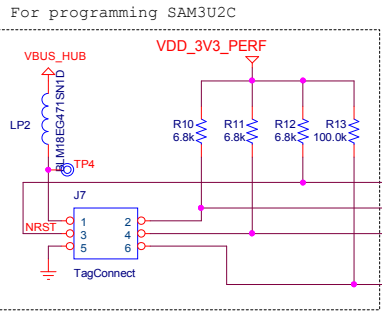 For programming SAM3U2C
VDD_3V3_PERF
VBUS_HUB
LP2
BLM18EG471SN1D
TP4
R10
6.8k
R11
6.8k
R12
6.8k
R13
100.0k
J7
NRST
1 2
3 4
5 6
TagConnect